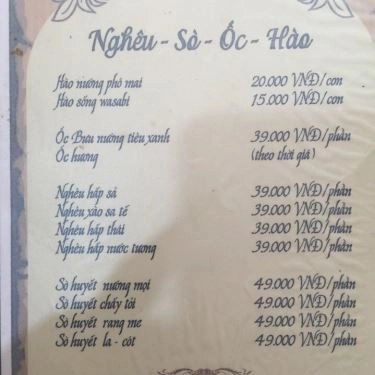 Nghêu - Sò - Ốc - Hào
Hào nướng phô mai 20.000 VNĐ/con
Hào sống wasabi 15.000 VNĐ/con
Ốc Bưu nướng tiêu xanh 39.000 VNĐ/phần
Ốc hương (theo thời giá)
Nghêu hấp sả 39.000 VNĐ/phần
Nghêu xào sa tế 39.000 VNĐ/phần
Nghêu hấp thái 39.000 VNĐ/phần
Nghêu hấp nước tương 39.000 VNĐ/phần
Sò huyết nướng mọi 49.000 VNĐ/phần
Sò huyết cháy tỏi 49.000 VNĐ/phần
Sò huyết rang me 49.000 VNĐ/phần
Sò huyết la - cót 49.000 VNĐ/phần